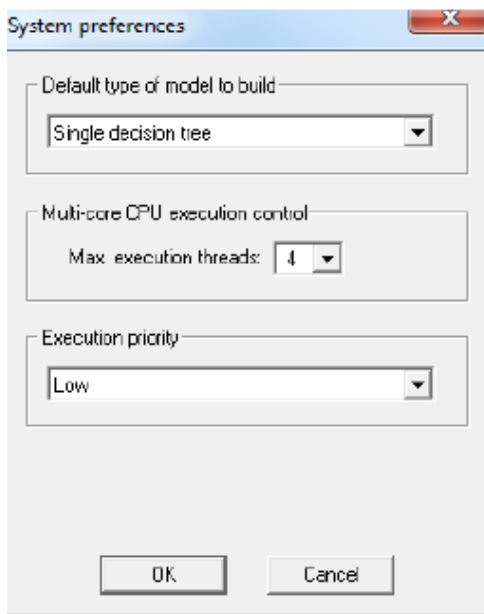 System preferences
x
Default type of model to build
Single decision tree
Multi-core CPU execution control
Max. execution threads: 4
Execution priority
Low
OK
Cancel